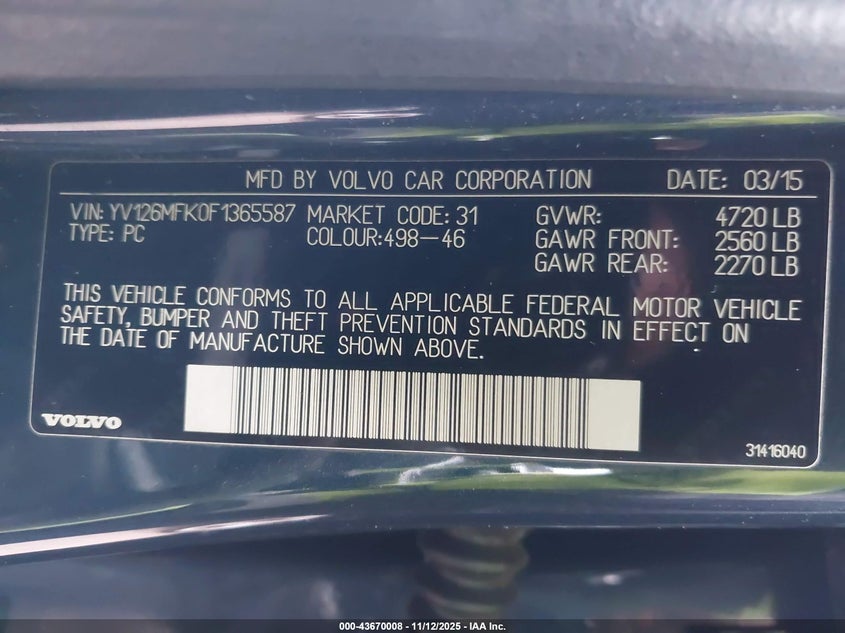 MFD BY VOLVO CAR CORPORATION DATE: 03/15
VIN: YV126MFK0F1365587 MARKET CODE: 31 GVWR: 4720 LB
TYPE: PC COLOUR:498-46 GAWR FRONT: 2560 LB
GAWR REAR: 2270 LB
THIS VEHICLE CONFORMS TO ALL APPLICABLE FEDERAL MOTOR VEHICLE
SAFETY, BUMPER AND THEFT PREVENTION STANDARDS IN EFFECT ON
THE DATE OF MANUFACTURE SHOWN ABOVE.
VOLVO
31416040
000-43670008 - 11/12/2025 - IAA Inc.